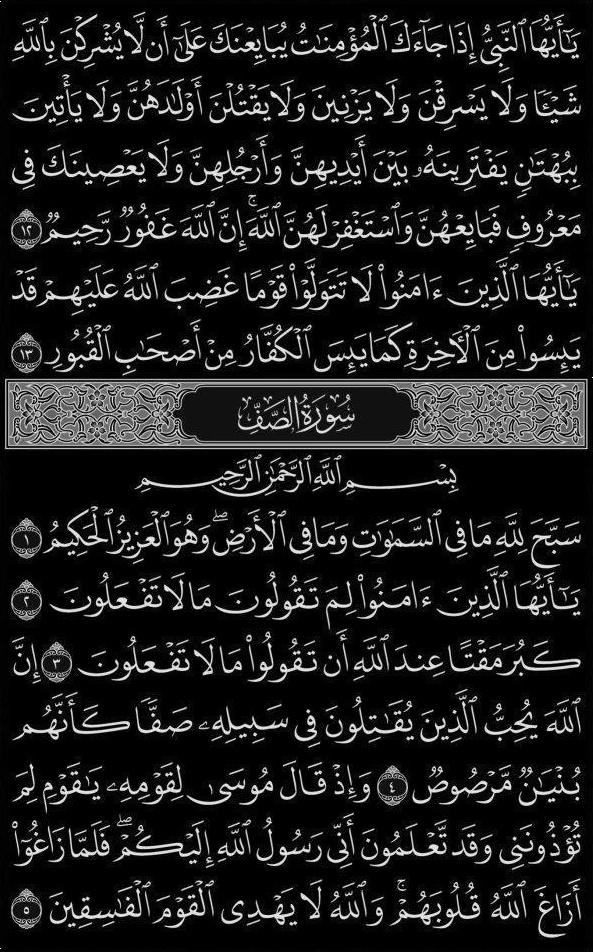 يَٰٓأَيُّهَا ٱلنَّبِيُّ إِذَا جَآءَكَ ٱلْمُؤْمِنَٰتُ يُبَايِعْنَكَ عَلَىٰٓ أَن لَّا يُشْرِكْنَ بِٱللَّهِ
شَيْـًٔا وَلَا يَسْرِقْنَ وَلَا يَزْنِينَ وَلَا يَقْتُلْنَ أَوْلَٰدَهُنَّ وَلَا يَأْتِينَ
بِبُهْتَٰنٍ يَفْتَرِينَهُۥ بَيْنَ أَيْدِيهِنَّ وَأَرْجُلِهِنَّ وَلَا يَعْصِينَكَ فِى
مَعْرُوفٍ فَبَايِعْهُنَّ وَٱسْتَغْفِرْ لَهُنَّ ٱللَّهَ ۚ إِنَّ ٱللَّهَ غَفُورٌ رَّحِيمٌ ١٢
يَٰٓأَيُّهَا ٱلَّذِينَ ءَامَنُوا۟ لَا تَتَوَلَّوْا۟ قَوْمًا غَضِبَ ٱللَّهُ عَلَيْهِمْ قَدْ
يَئِسُوا۟ مِنَ ٱلْءَاخِرَةِ كَمَا يَئِسَ ٱلْكُفَّارُ مِنْ أَصْحَٰبِ ٱلْقُبُورِ ١٣
سُورَةُ الصَّفِّ
بِسْمِ ٱللَّهِ ٱلرَّحْمَٰنِ ٱلرَّحِيمِ
سَبَّحَ لِلَّهِ مَا فِى ٱلسَّمَٰوَٰتِ وَمَا فِى ٱلْأَرْضِ ۖ وَهُوَ ٱلْعَزِيزُ ٱلْحَكِيمُ ١
يَٰٓأَيُّهَا ٱلَّذِينَ ءَامَنُوا۟ لِمَ تَقُولُونَ مَا لَا تَفْعَلُونَ ٢
كَبُرَ مَقْتًا عِندَ ٱللَّهِ أَن تَقُولُوا۟ مَا لَا تَفْعَلُونَ ٣ إِنَّ
ٱللَّهَ يُحِبُّ ٱلَّذِينَ يُقَٰتِلُونَ فِى سَبِيلِهِۦ صَفًّا كَأَنَّهُم
بُنْيَٰنٌ مَّرْصُوصٌ ٤ وَإِذْ قَالَ مُوسَىٰ لِقَوْمِهِۦ يَٰقَوْمِ لِمَ
تُؤْذُونَنِى وَقَد تَّعْلَمُونَ أَنِّى رَسُولُ ٱللَّهِ إِلَيْكُمْ ۖ فَلَمَّا زَاغُوٓا۟
أَزَاغَ ٱللَّهُ قُلُوبَهُمْ ۚ وَٱللَّهُ لَا يَهْدِى ٱلْقَوْمَ ٱلْفَٰسِقِينَ ٥